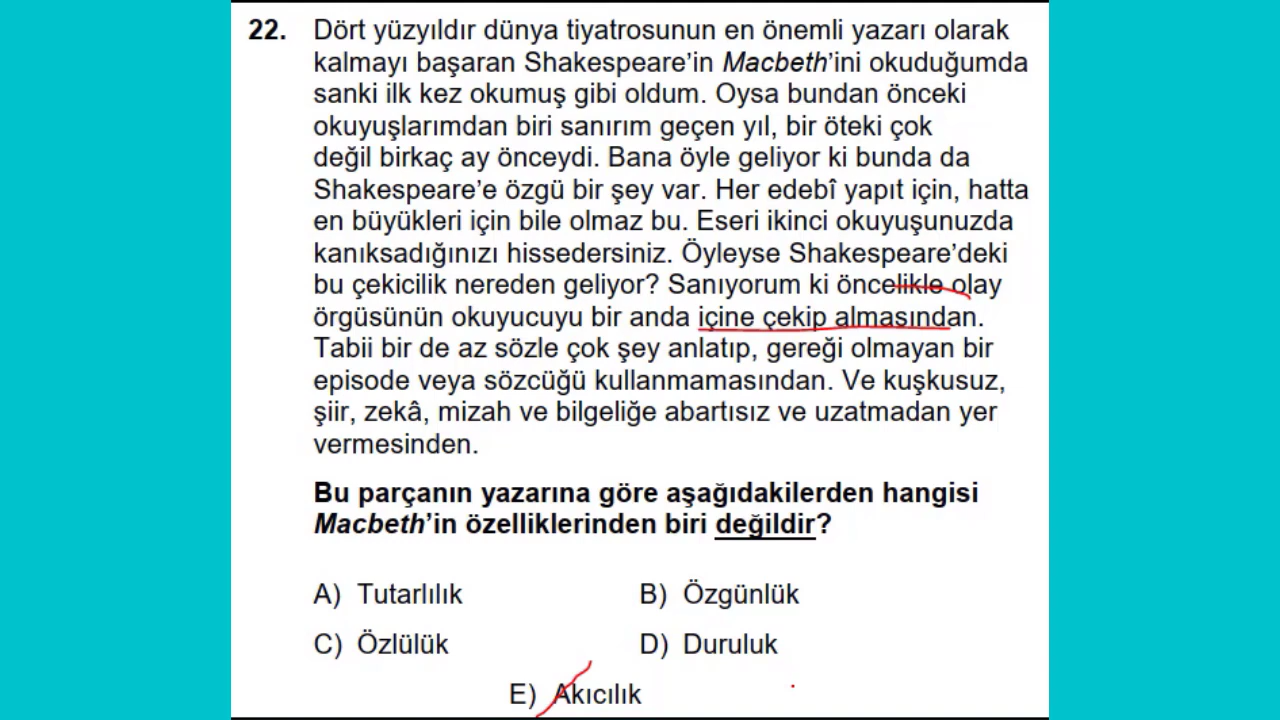 22. Dört yüzyıldır dünya tiyatrosunun en önemli yazarı olarak
kalmayı başaran Shakespeare’in Macbeth’ini okuduğumda
sanki ilk kez okumuş gibi oldum. Oysa bundan önceki
okuyuşlarımdan biri sanırım geçen yıl, bir öteki çok
değil birkaç ay önceydi. Bana öyle geliyor ki bunda da
Shakespeare’e özgü bir şey var. Her edebî yapıt için, hatta
en büyükleri için bile olmaz bu. Eseri ikinci okuyuşunuzda
kanıksadığınızı hissedersiniz. Öyleyse Shakespeare’deki
bu çekicilik nereden geliyor? Sanıyorum ki öncelikle olay
örgüsünün okuyucuyu bir anda içine çekip almasından.
Tabii bir de az sözle çok şey anlatıp, gereği olmayan bir
episode veya sözcüğü kullanmamasından. Ve kuşkusuz,
şiir, zekâ, mizah ve bilgeliğe abartısız ve uzatmadan yer
vermesinden.
Bu parçanın yazarına göre aşağıdakilerden hangisi
Macbeth’in özelliklerinden biri değildir?
A) Tutarlılık B) Özgünlük
C) Özlülük D) Duruluk
E) Akıcılık